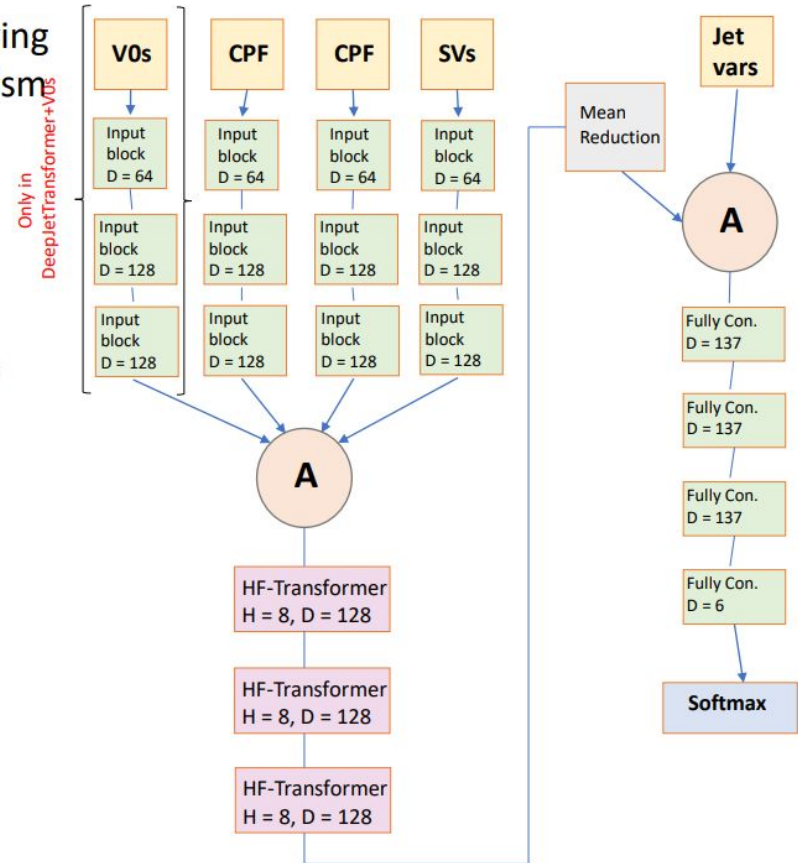 ing
sm
Only in
DeepJetTransformer+V0s
V0s
CPF
CPF
SVs
Input
block
D = 64
Input
block
D = 64
Input
block
D = 64
Input
block
D = 64
Input
block
D = 128
Input
block
D = 128
Input
block
D = 128
Input
block
D = 128
Input
block
D = 128
Input
block
D = 128
Input
block
D = 128
Input
block
D = 128
A
HF-Transformer
H = 8, D = 128
HF-Transformer
H = 8, D = 128
HF-Transformer
H = 8, D = 128
Mean
Reduction
Jet
vars
A
Fully Con.
D = 137
Fully Con.
D = 137
Fully Con.
D = 137
Fully Con.
D = 6
Softmax